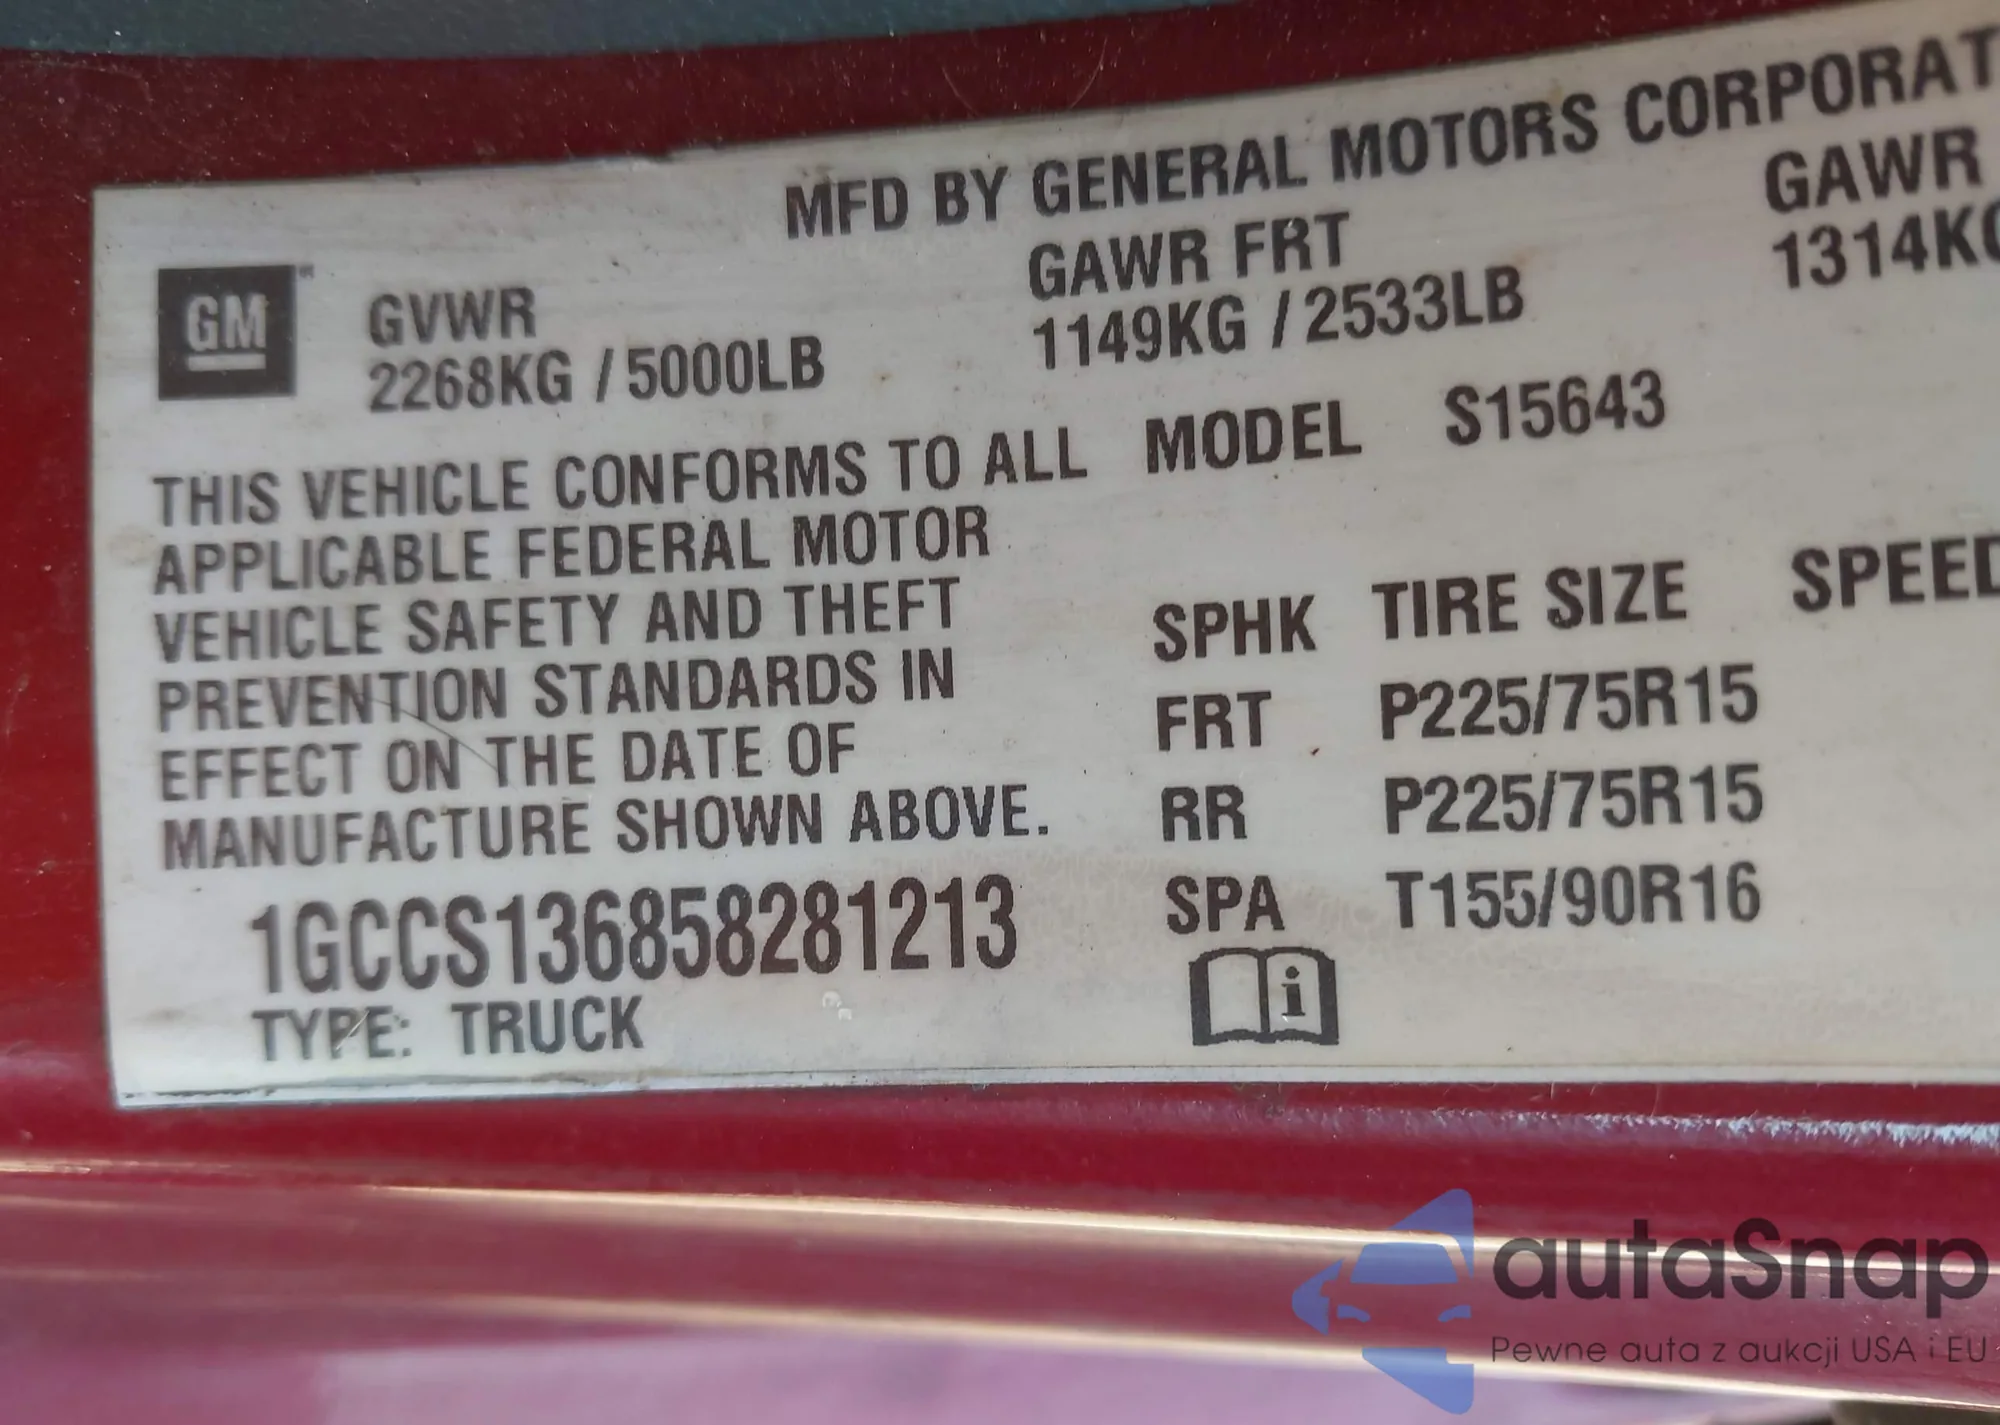 MFD BY GENERAL MOTORS CORPORAT
GM
GVWR GAWR FRT GAWR
2268KG / 5000LB 1149KG / 2533LB 1314KG
THIS VEHICLE CONFORMS TO ALL MODEL S15643
APPLICABLE FEDERAL MOTOR
VEHICLE SAFETY AND THEFT
PREVENTION STANDARDS IN
EFFECT ON THE DATE OF
MANUFACTURE SHOWN ABOVE.
1GCCS136858281213
TYPE: TRUCK
SPHK TIRE SIZE SPEED
FRT P225/75R15
RR P225/75R15
SPA T155/90R16
i
autaSnap
Pewne auta z aukcji USA i EU